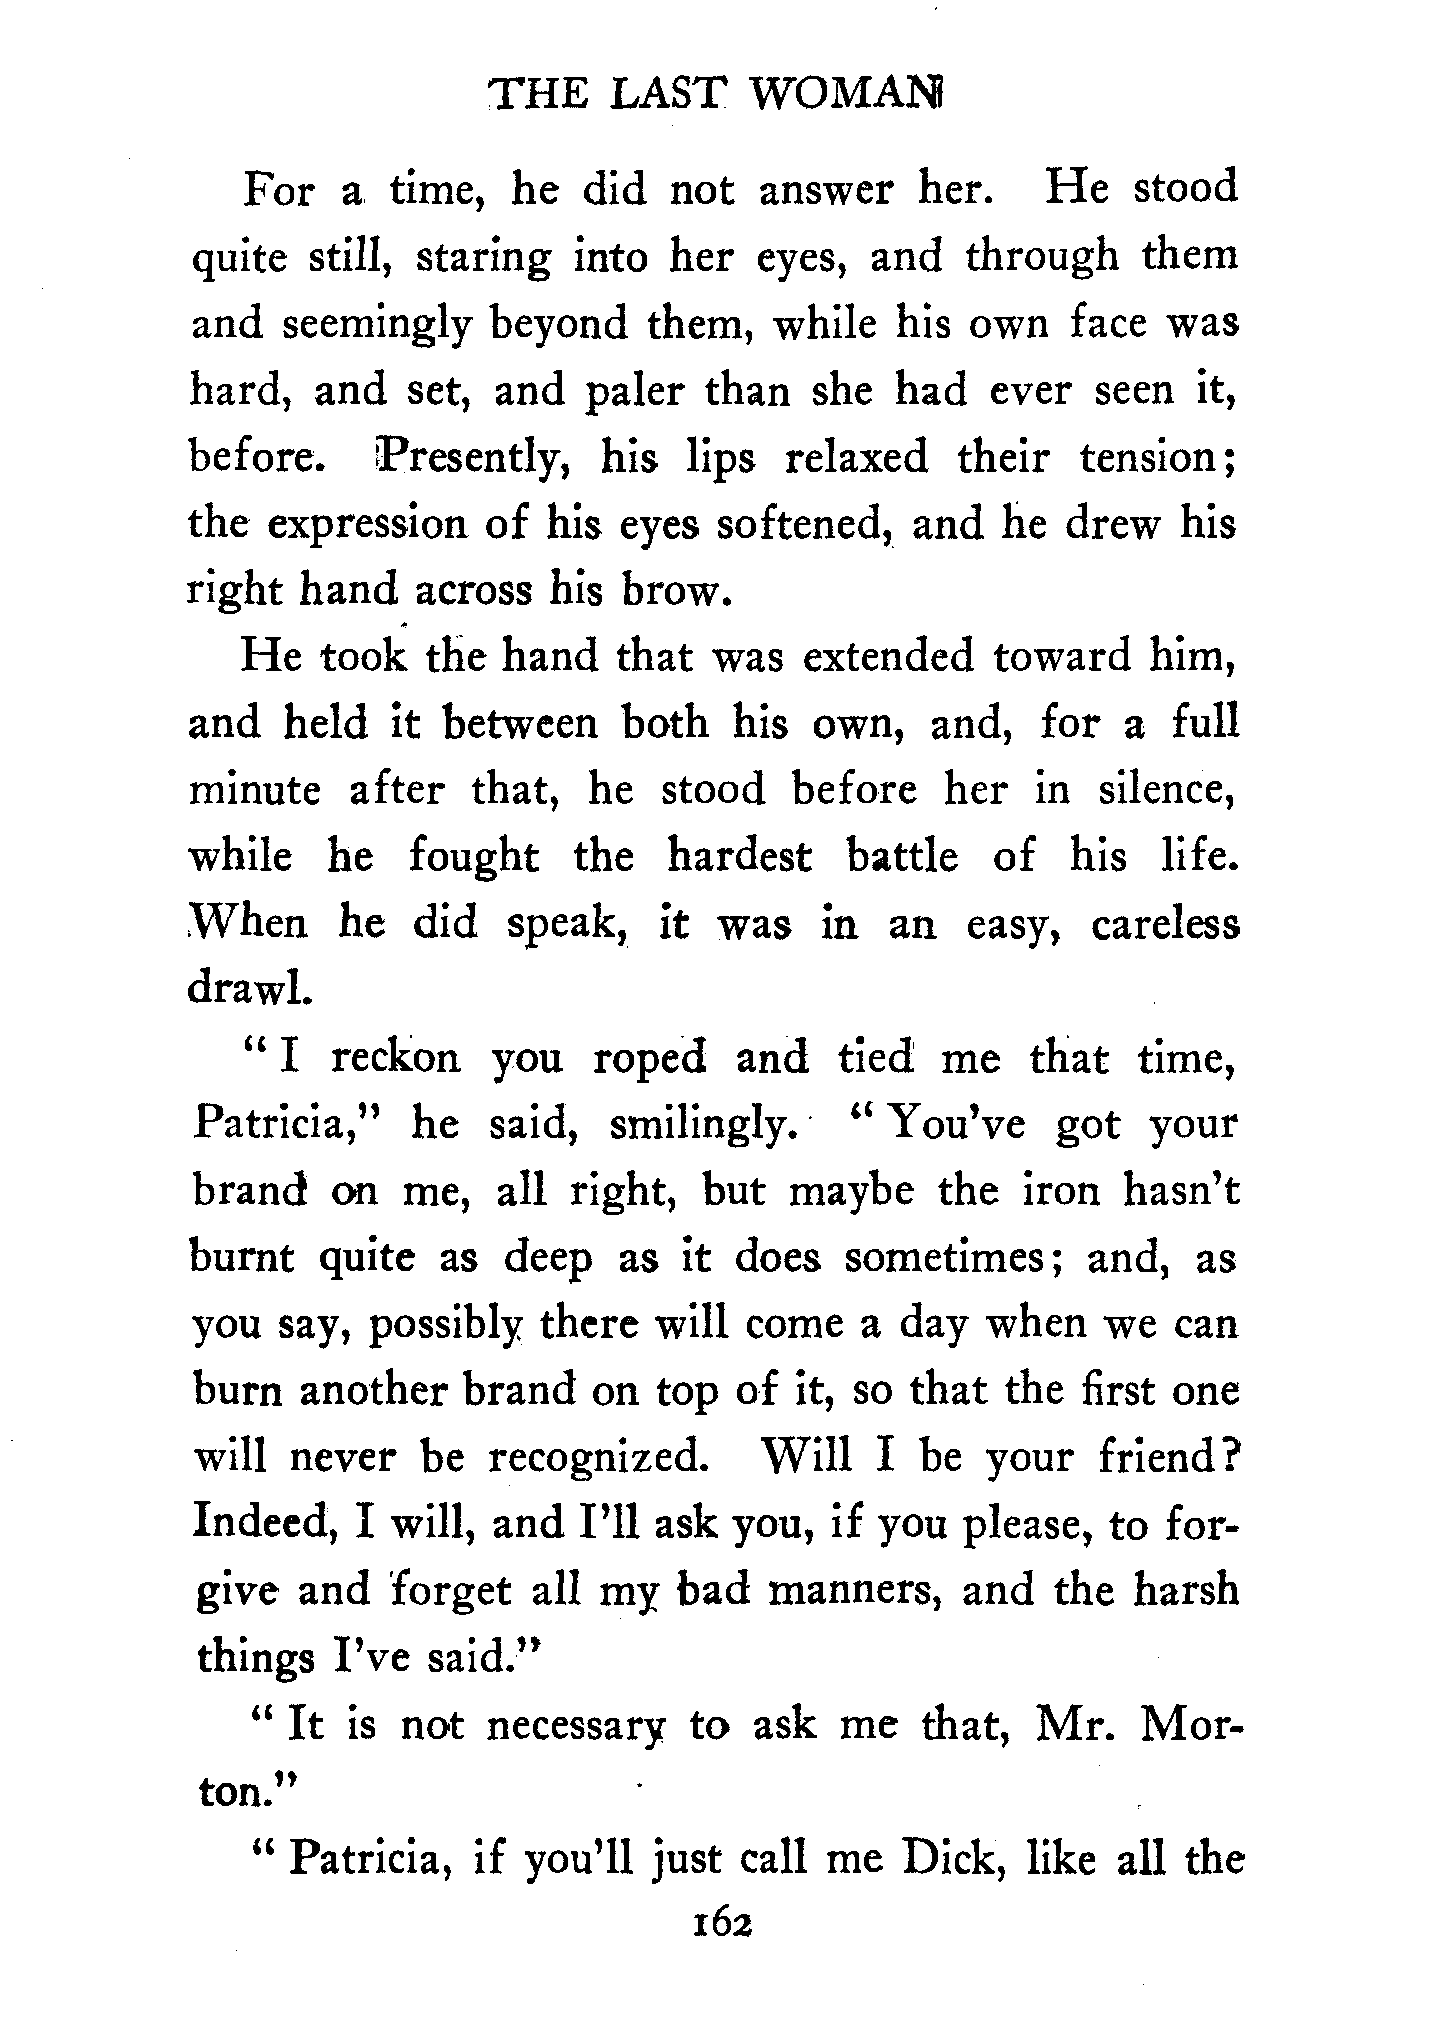 THE LAST WOMAN
For a time, he did not answer her. He stood
quite still, staring into her eyes, and through them
and seemingly beyond them, while his own face was
hard, and set, and paler than she had ever seen it,
before. Presently, his lips relaxed their tension;
the expression of his eyes softened, and he drew his
right hand across his brow.
He took the hand that was extended toward him,
and held it between both his own, and, for a full
minute after that, he stood before her in silence,
while he fought the hardest battle of his life.
When he did speak, it was in an easy, careless
drawl.
" I reckon you roped and tied me that time,
Patricia," he said, smilingly. " You've got your
brand on me, all right, but maybe the iron hasn't
burnt quite as deep as it does sometimes; and, as
you say, possibly there will come a day when we can
burn another brand on top of it, so that the first one
will never be recognized. Will I be your friend?
Indeed, I will, and I'll ask you, if you please, to for-
give and forget all my bad manners, and the harsh
things I've said."
" It is not necessary to ask me that, Mr. Mor-
ton."
" Patricia, if you'll just call me Dick, like all the
162